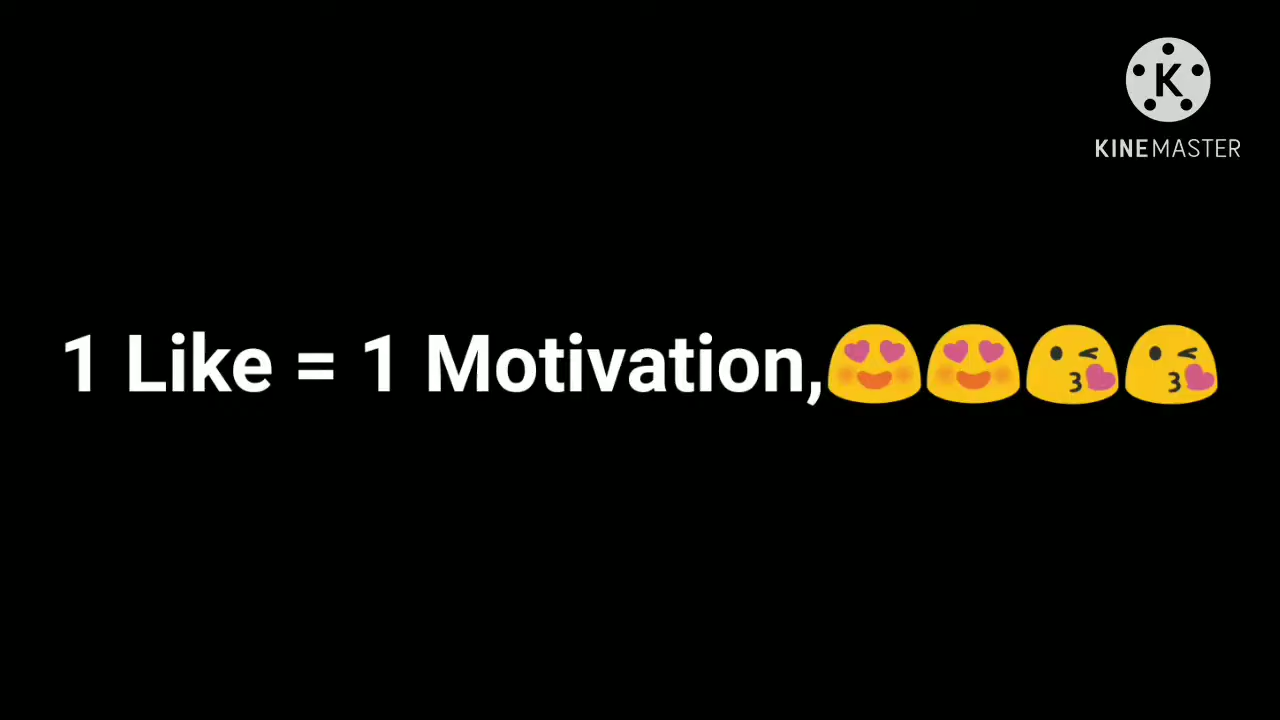 K
KINEMASTER
1 Like = 1 Motivation,😍😍😘😘